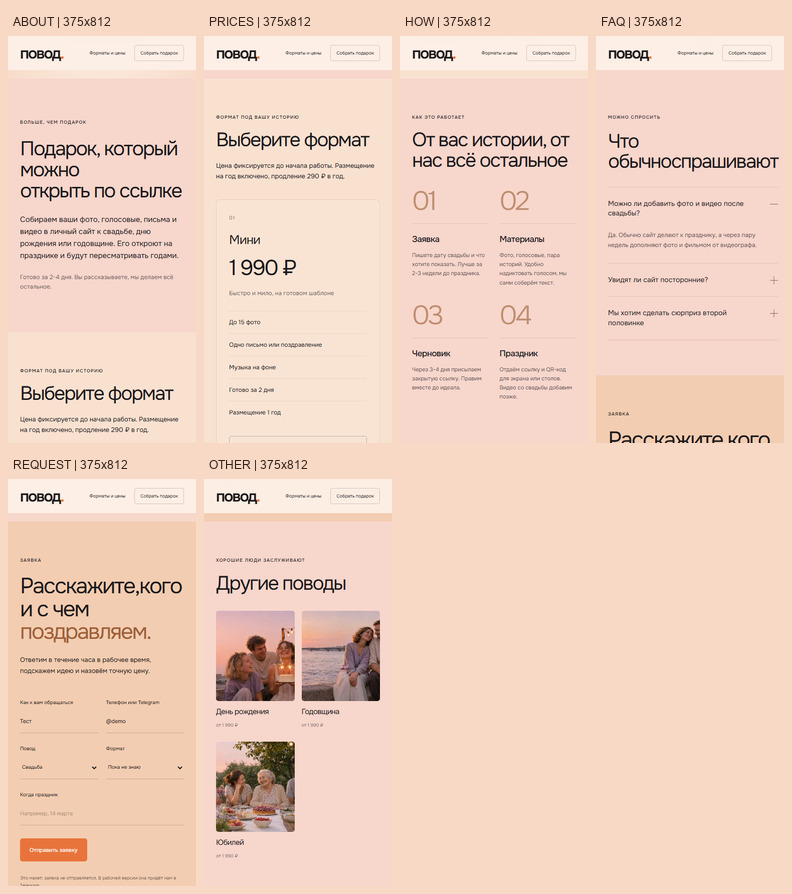 ABOUT | 375x812
ПОВОД.
Форматы и цены
Собрать подарок
БОЛЬШЕ, ЧЕМ ПОДАРОК
Подарок, который
можно
открыть по ссылке
Собираем ваши фото, голосовые, письма и
видео в личный сайт к свадьбе, дню
рождения или годовщине. Его откроют на
празднике и будут пересматривать годами.
Готово за 2-4 дня. Вы рассказываете, мы делаем всё
остальное.
ФОРМАТ ПОД ВАШУ ИСТОРИЮ
Выберите формат
Цена фиксируется до начала работы. Размещение
на год включено, продление 290 ₽ в год.
PRICES | 375x812
ПОВОД.
Форматы и цены
Собрать подарок
ФОРМАТ ПОД ВАШУ ИСТОРИЮ
Выберите формат
Цена фиксируется до начала работы. Размещение
на год включено, продление 290 ₽ в год.
01
Мини
1 990 ₽
Быстро и мило, на готовом шаблоне
До 15 фото
Одно письмо или поздравление
Музыка на фоне
Готово за 2 дня
Размещение 1 год
HOW | 375x812
ПОВОД.
Форматы и цены
Собрать подарок
КАК ЭТО РАБОТАЕТ
От вас истории, от
нас всё остальное
01
Заявка
Пишете дату свадьбы и что
хотите показать. Лучше за
2-3 недели до праздника.
02
Материалы
Фото, голосовые, пара
историй. Удобно
надиктовать голосом, мы
сами соберём текст.
03
Черновик
Через 3-4 дня присылаем
закрытую ссылку. Правим
вместе до идеала.
04
Праздник
Отдаём ссылку и QR-код
для экрана или столов.
Видео со свадьбы добавим
позже.
FAQ | 375x812
ПОВОД.
Форматы и цены
Собрать подарок
МОЖНО СПРОСИТЬ
Что
обычноспрашивают
Можно ли добавить фото и видео после
свадьбы?
Да. Обычно сайт делают к празднику, а через пару
недель дополняют фото и фильмом от видеографа.
Увидят ли сайт посторонние?
Мы хотим сделать сюрприз второй
половинке
ЗАЯВКА
Расскажите,кого
REQUEST | 375x812
ПОВОД.
Форматы и цены
Собрать подарок
ЗАЯВКА
Расскажите,кого
и с чем
поздравляем.
Ответим в течение часа в рабочее время,
подскажем идею и назовём точную цену.
Как к вам обращаться
Телефон или Telegram
Тест
@demo
Повод
Формат
Свадьба
Пока не знаю
Когда праздник
Например, 14 марта
Отправить заявку
Это макет: заявка не отправляется. В рабочей версии она придёт нам в
OTHER | 375x812
ПОВОД.
Форматы и цены
Собрать подарок
ХОРОШИЕ ЛЮДИ ЗАСЛУЖИВАЮТ
Другие поводы
День рождения
от 1 990 ₽
Годовщина
от 1 990 ₽
Юбилей
от 1 990 ₽